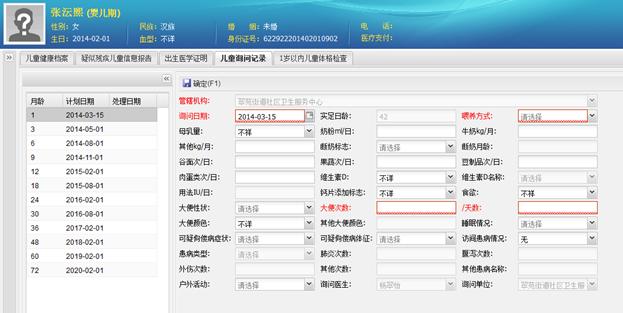 张云熙 (婴儿期)
性别: 女 民族: 汉族 婚 姻: 未婚 电 话:
生日: 2014-02-01 血型: 不详 身份证号: 622922201402010902 医疗支付:
儿童健康档案 疑似残疾儿童信息报告 出生医学证明 儿童询问记录 1岁以内儿童体格检查
确定(F1)
月龄 计划日期 处理日期
1 2014-03-15
3 2014-05-01
6 2014-08-01
9 2014-11-01
12 2015-02-01
18 2015-08-01
24 2016-02-01
30 2016-08-01
36 2017-02-01
48 2018-02-01
60 2019-02-01
72 2020-02-01
管辖机构: 翠苑街道社区卫生服务中心
询问日期: 2014-03-15 实足日龄: 42 喂养方式: 请选择
母乳量: 不祥 奶粉ml/日: 牛奶kg/月:
其他kg/月: 断奶标志: 请选择 断奶月龄:
谷面次/日: 果蔬次/日: 豆制品次/日:
肉蛋类次/日: 维生素D: 不详 维生素D名称: 请选择
用法IU/日: 钙片添加标志: 不详 食欲: 不祥
大便性状: 请选择 大便次数: /天数:
大便颜色: 不详 其他大便颜色: 睡眠情况: 请选择
可疑佝偻病症状: 请选择 可疑佝偻病体征: 请选择 访间患病情况: 无
患病类型: 请选择 肺炎次数: 腹泻次数:
外伤次数: 其他次数: 其他患病名称:
户外活动: 请选择 询问医生: 杨翠怡 询问单位: 翠苑街道社区卫生服